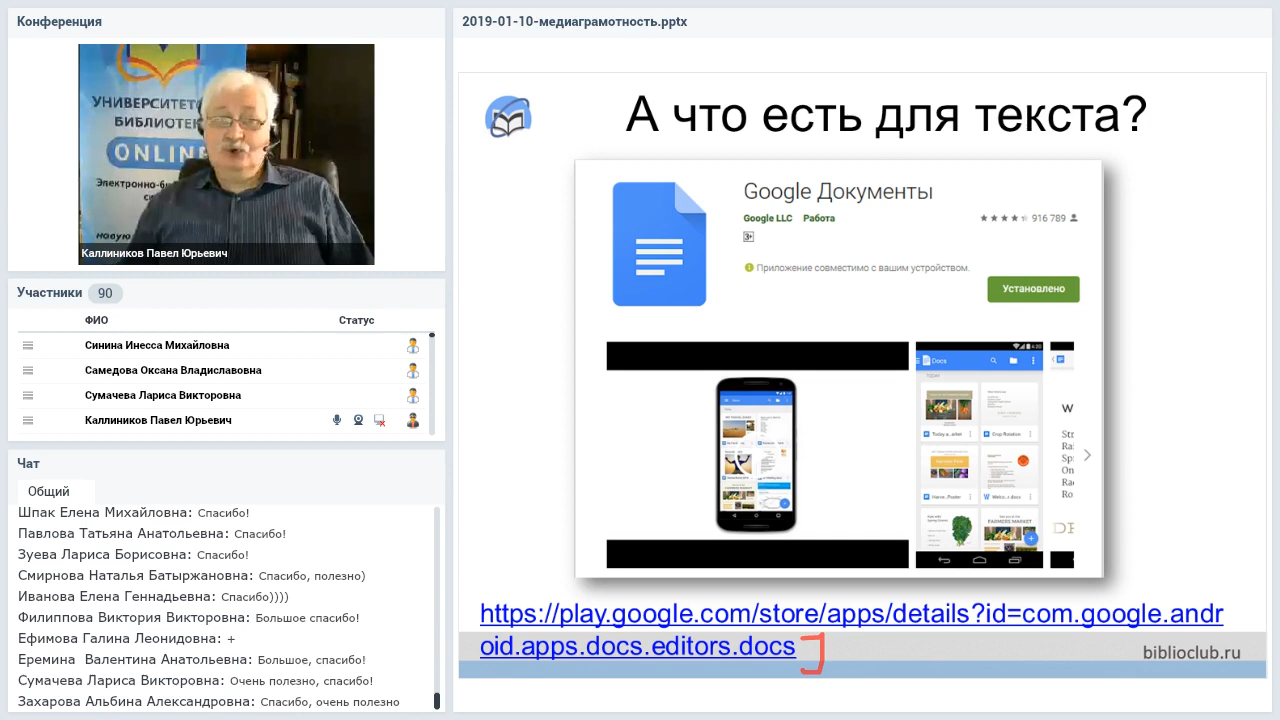 Конференция
УНИВЕРСИТЕТ
БИБЛИОТЕК
ONLINE
Каллиников Павел Юрьевич
Участники 90
ФИО Статус
Синина Инесса Михайловна
Самедова Оксана Владиславовна
Сумачева Лариса Викторовна
Каллиников Павел Юрьевич
Чат
Общий
Шпак Елена Михайловна: Спасибо!
Павлова Татьяна Анатольевна: Спасибо!
Зуева Лариса Борисовна: Спасибо!
Смирнова Наталья Батыржановна: Спасибо, полезно)
Иванова Елена Геннадьевна: Спасибо))))
Филиппова Виктория Викторовна: Большое спасибо!
Ефимова Галина Леонидовна: +
Еремина Валентина Анатольевна: Большое, спасибо!
Сумачева Лариса Викторовна: Очень полезно, спасибо!
Захарова Альбина Александровна: Спасибо, очень полезно
2019-01-10-медиаграмотность.pptx
А что есть для текста?
Google Документы
Google LLC Работа 916 789
3+
Приложение совместимо с вашим устройством.
Установлено
Docs
https://play.google.com/store/apps/details?id=com.google.andr
oid.apps.docs.editors.docs
biblioclub.ru